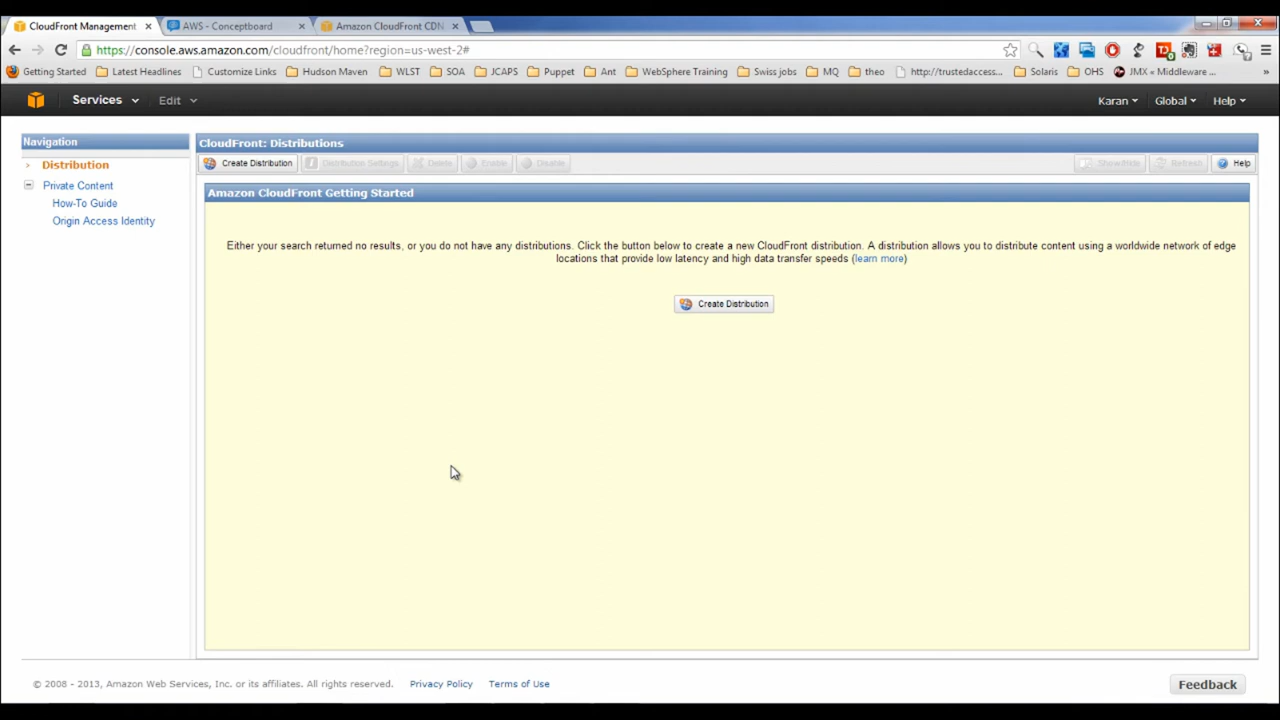 CloudFront Management
AWS - Conceptboard
Amazon CloudFront CDN
https://console.aws.amazon.com/cloudfront/home?region=us-west-2#
Getting Started
Latest Headlines
Customize Links
Hudson Maven
WLST
SOA
JCAPS
Puppet
Ant
WebSphere Training
Swiss jobs
MQ
theo
http://trustedaccess...
Solaris
OHS
JMX « Middleware ...
»
Services
Edit
Karan
Global
Help
Navigation
CloudFront: Distributions
Distribution
Create Distribution
Distribution Settings
Delete
Enable
Disable
Show/Hide
Refresh
Help
Private Content
How-To Guide
Origin Access Identity
Amazon CloudFront Getting Started
Either your search returned no results, or you do not have any distributions. Click the button below to create a new CloudFront distribution. A distribution allows you to distribute content using a worldwide network of edge
locations that provide low latency and high data transfer speeds (learn more)
Create Distribution
© 2008 - 2013, Amazon Web Services, Inc. or its affiliates. All rights reserved.
Privacy Policy
Terms of Use
Feedback